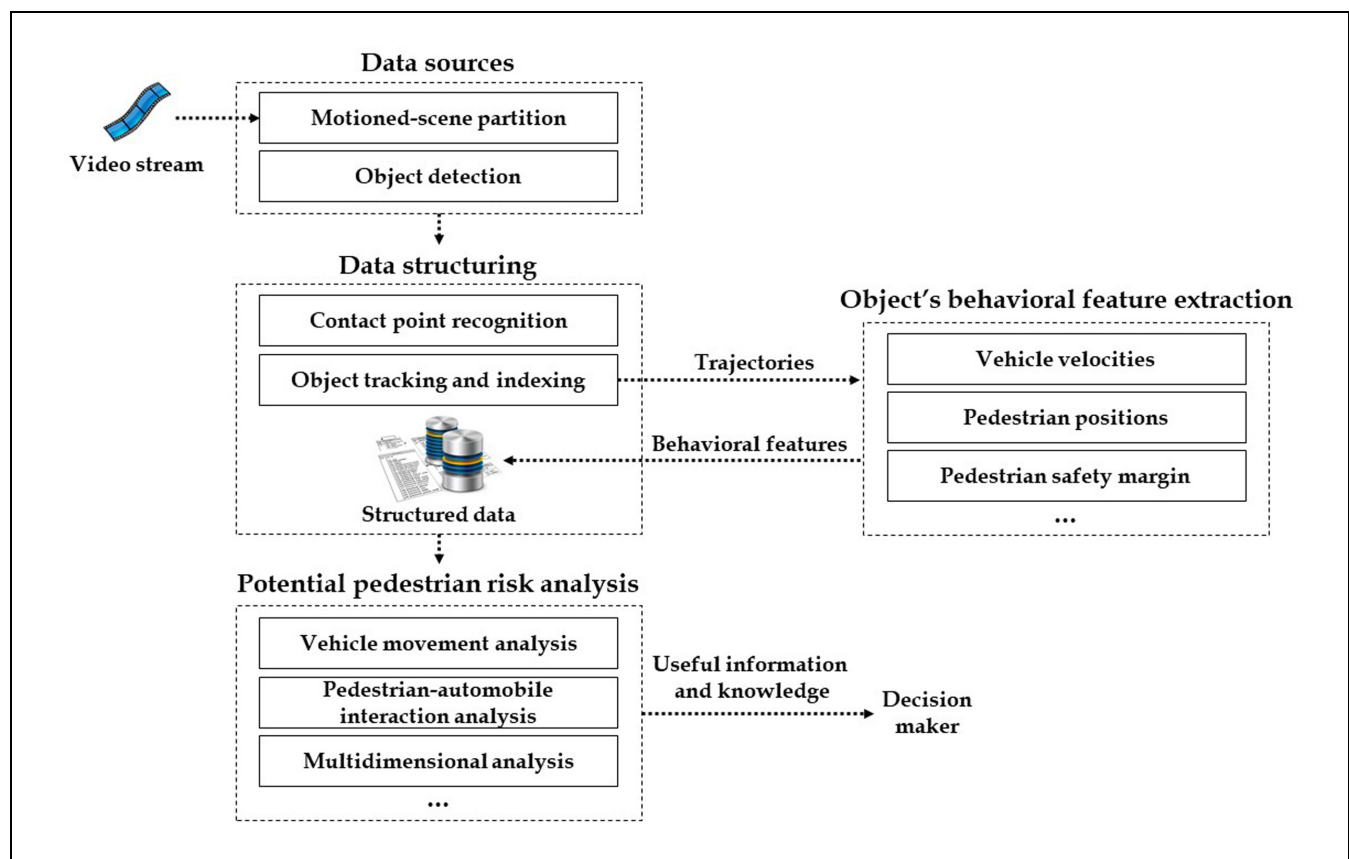 Data sources
Motioned-scene partition
Video stream
Object detection
Data structuring
Contact point recognition
Object tracking and indexing
Structured data
Trajectories
Behavioral features
Object's behavioral feature extraction
Vehicle velocities
Pedestrian positions
Pedestrian safety margin
...
Potential pedestrian risk analysis
Vehicle movement analysis
Pedestrian-automobile
interaction analysis
Multidimensional analysis
...
Useful information
and knowledge
Decision
maker